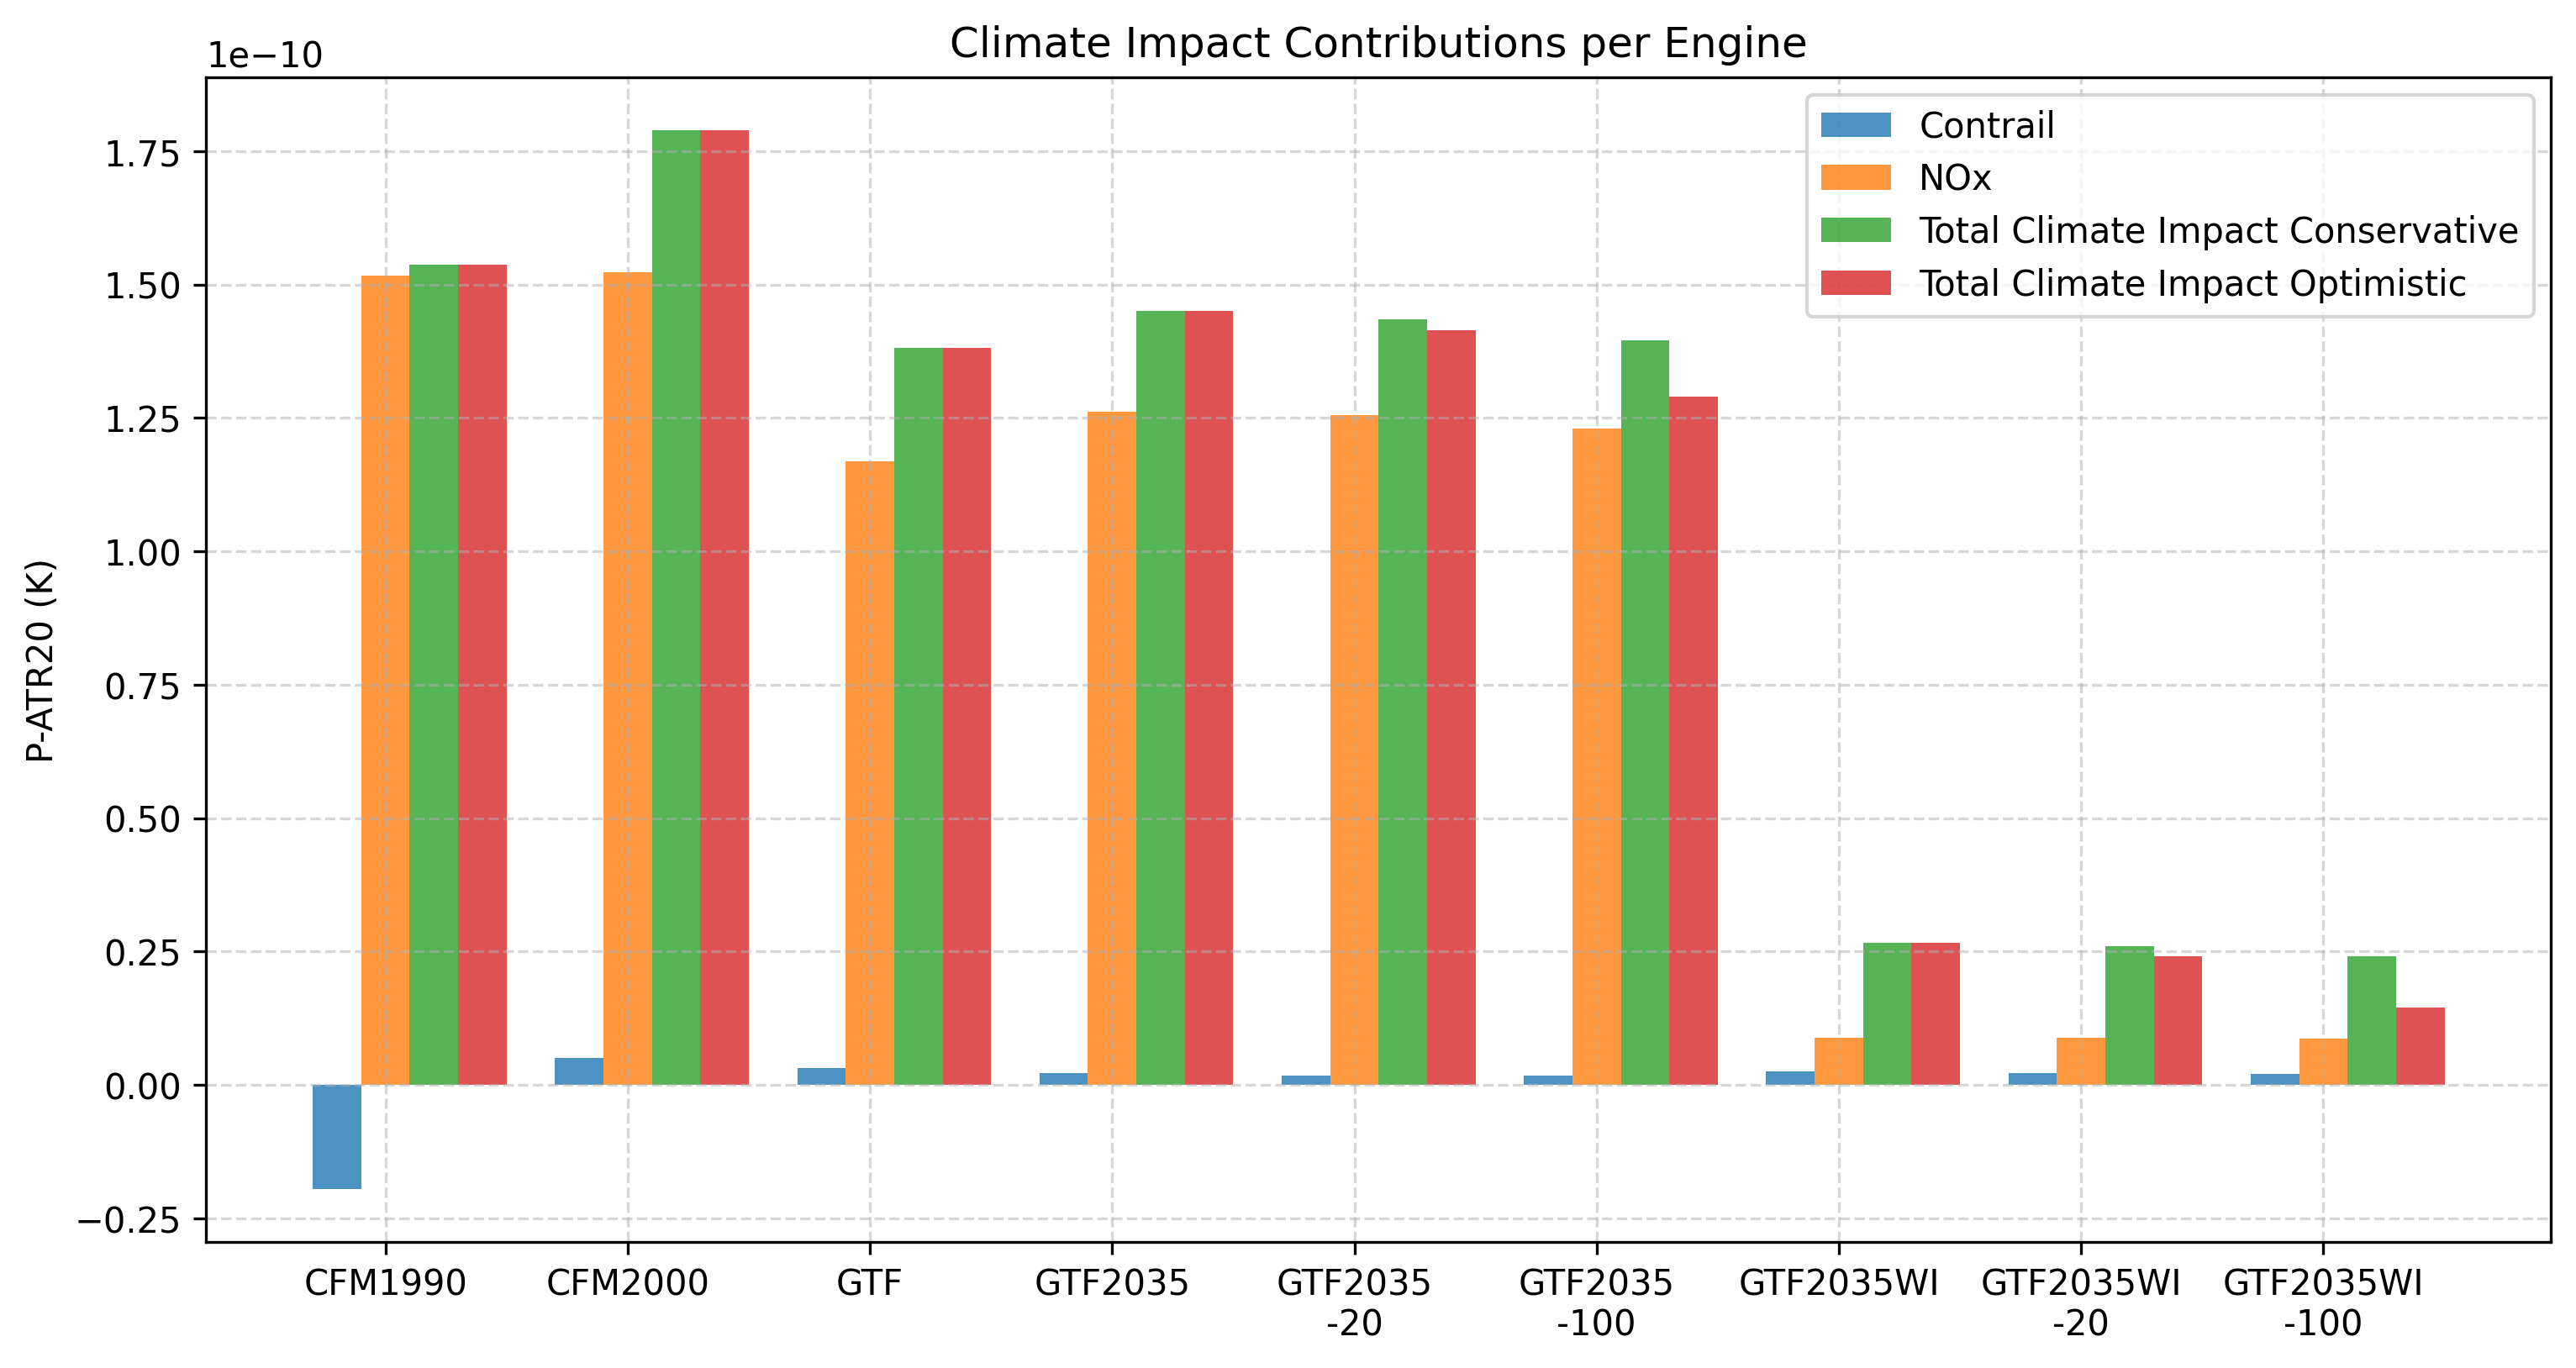 Climate Impact Contributions per Engine
1e−10
Contrail
NOx
Total Climate Impact Conservative
Total Climate Impact Optimistic
P-ATR20 (K)
1.75
1.50
1.25
1.00
0.75
0.50
0.25
0.00
−0.25
CFM1990
CFM2000
GTF
GTF2035
GTF2035
-20
GTF2035
-100
GTF2035WI
GTF2035WI
-20
GTF2035WI
-100